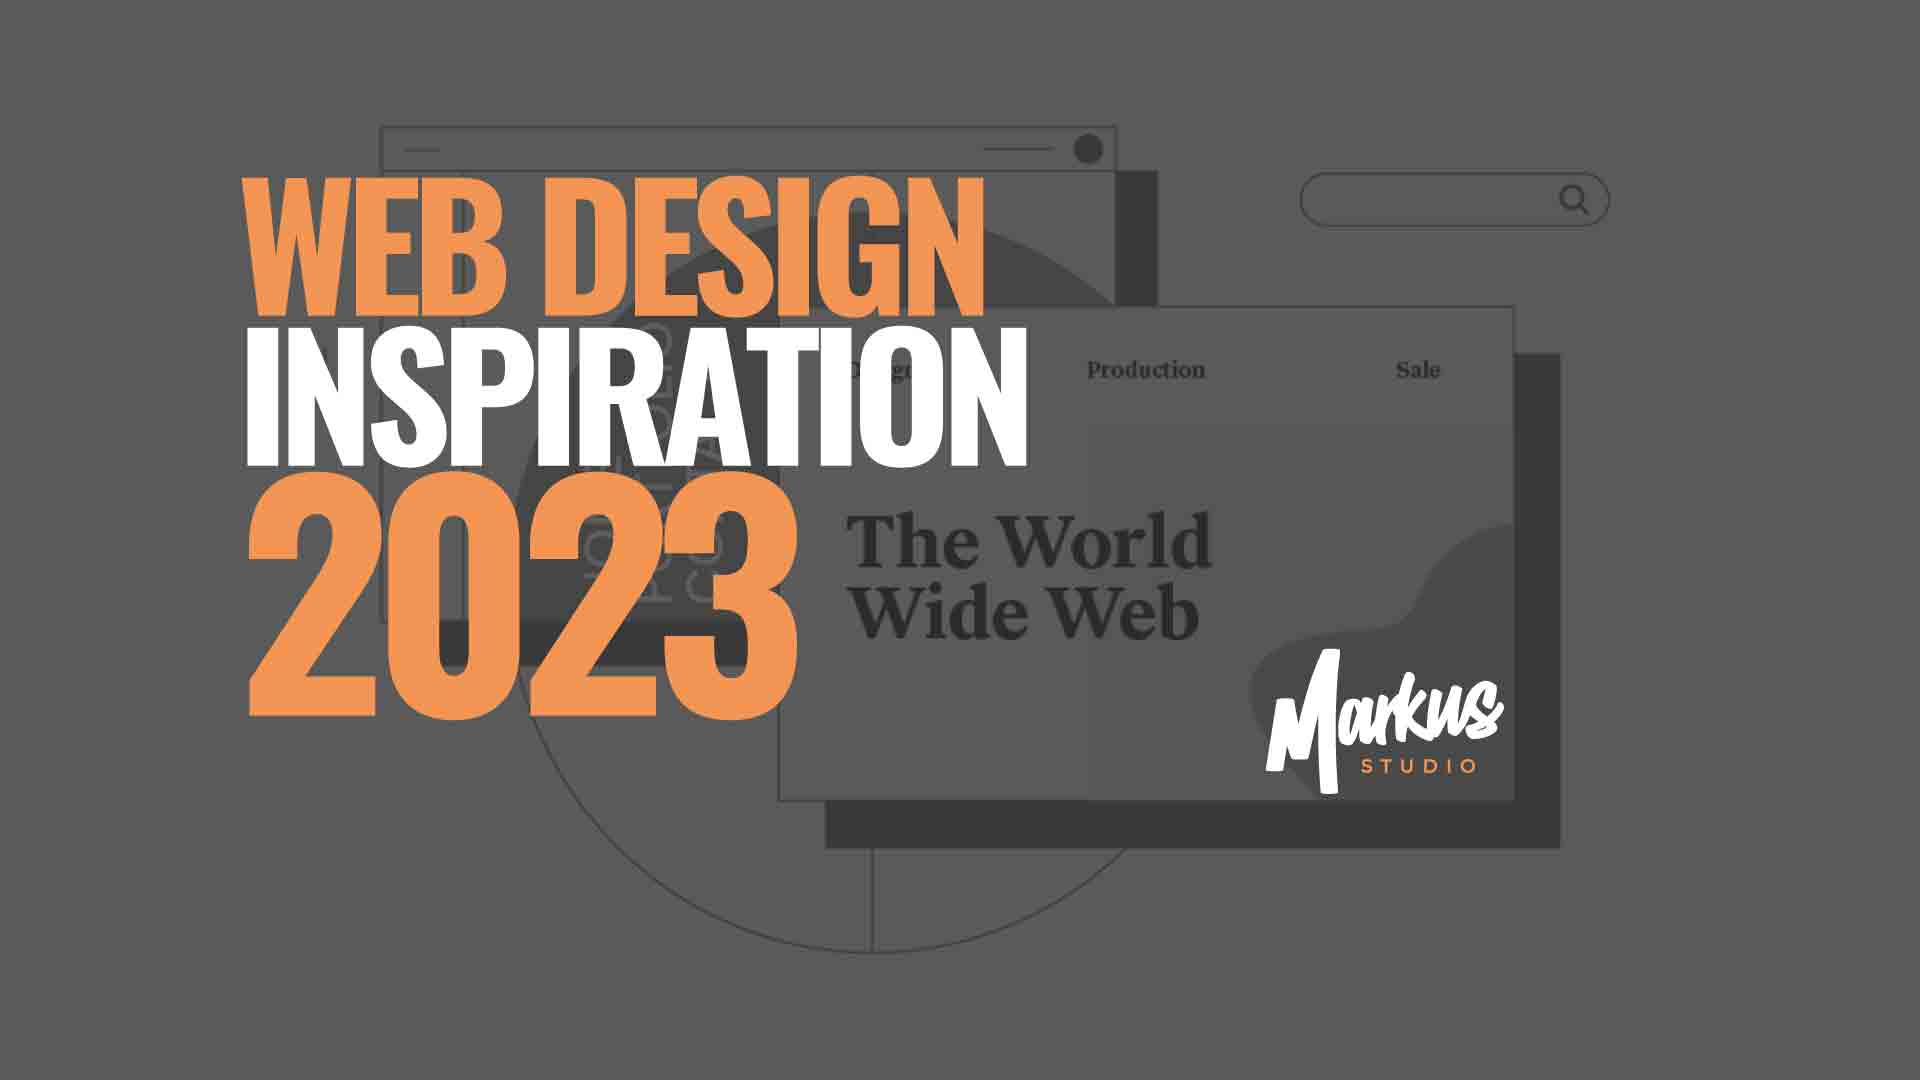 WEB DESIGN
INSPIRATION
2023
Production
Sale
The World
Wide Web
Markus
STUDIO